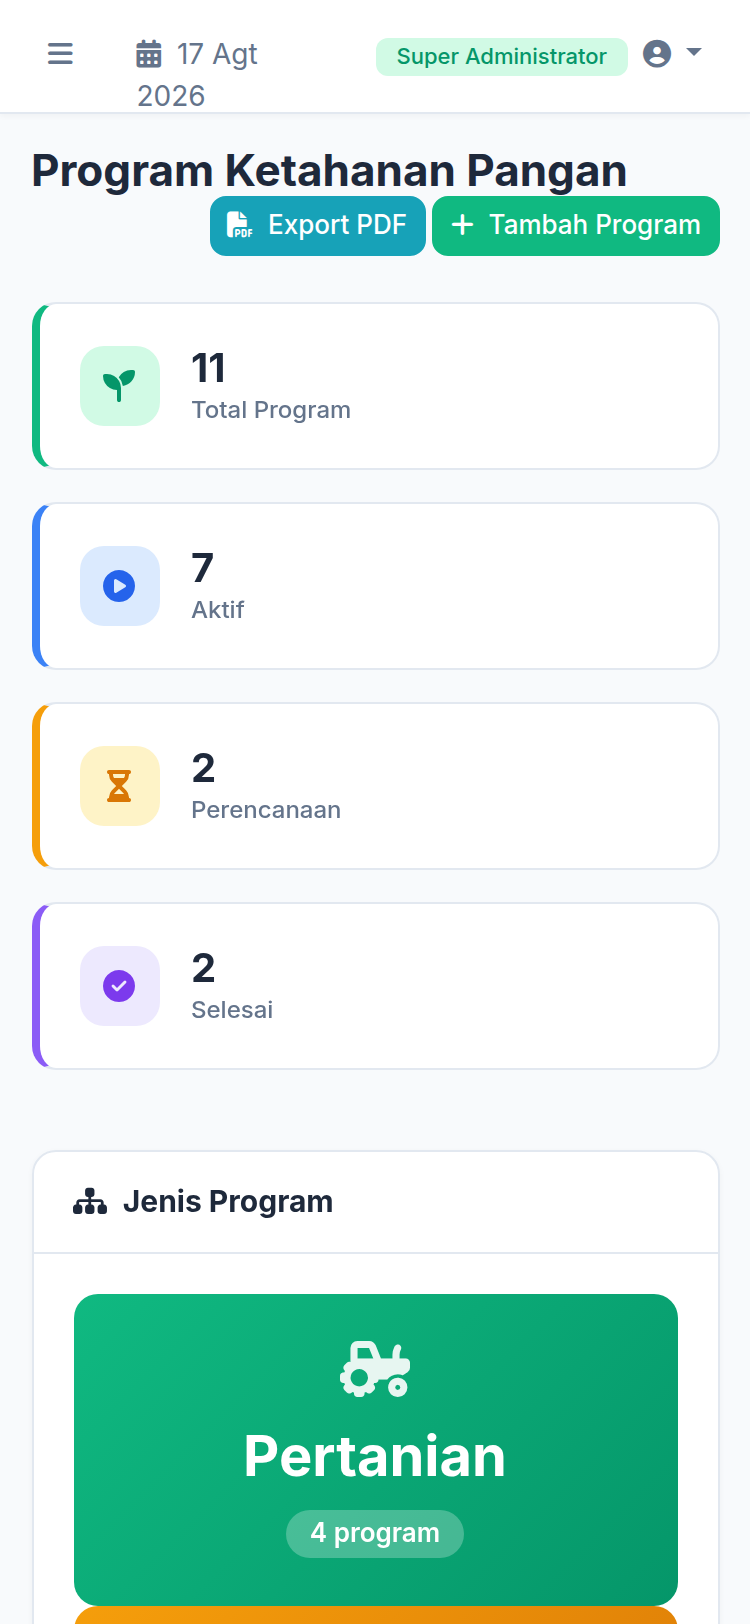 17 Agt
2026
Super Administrator
Program Ketahanan Pangan
PDF Export PDF
Tambah Program
11
Total Program
7
Aktif
2
Perencanaan
2
Selesai
Jenis Program
Pertanian
4 program